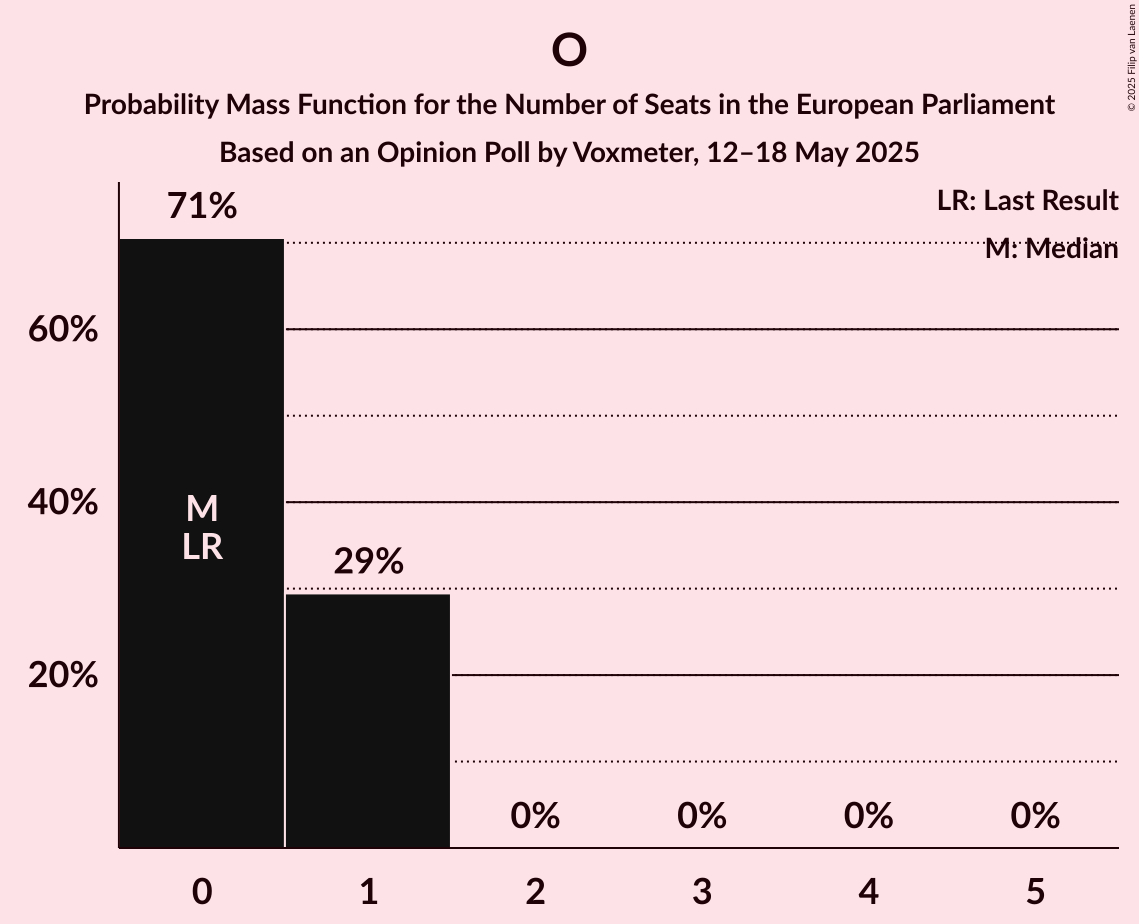 O
Probability Mass Function for the Number of Seats in the European Parliament
Based on an Opinion Poll by Voxmeter, 12–18 May 2025
© 2025 Filip van Laenen
LR: Last Result
M: Median
71%
60%
40%
20%
M
LR
29%
0% 0% 0% 0%
0 1 2 3 4 5